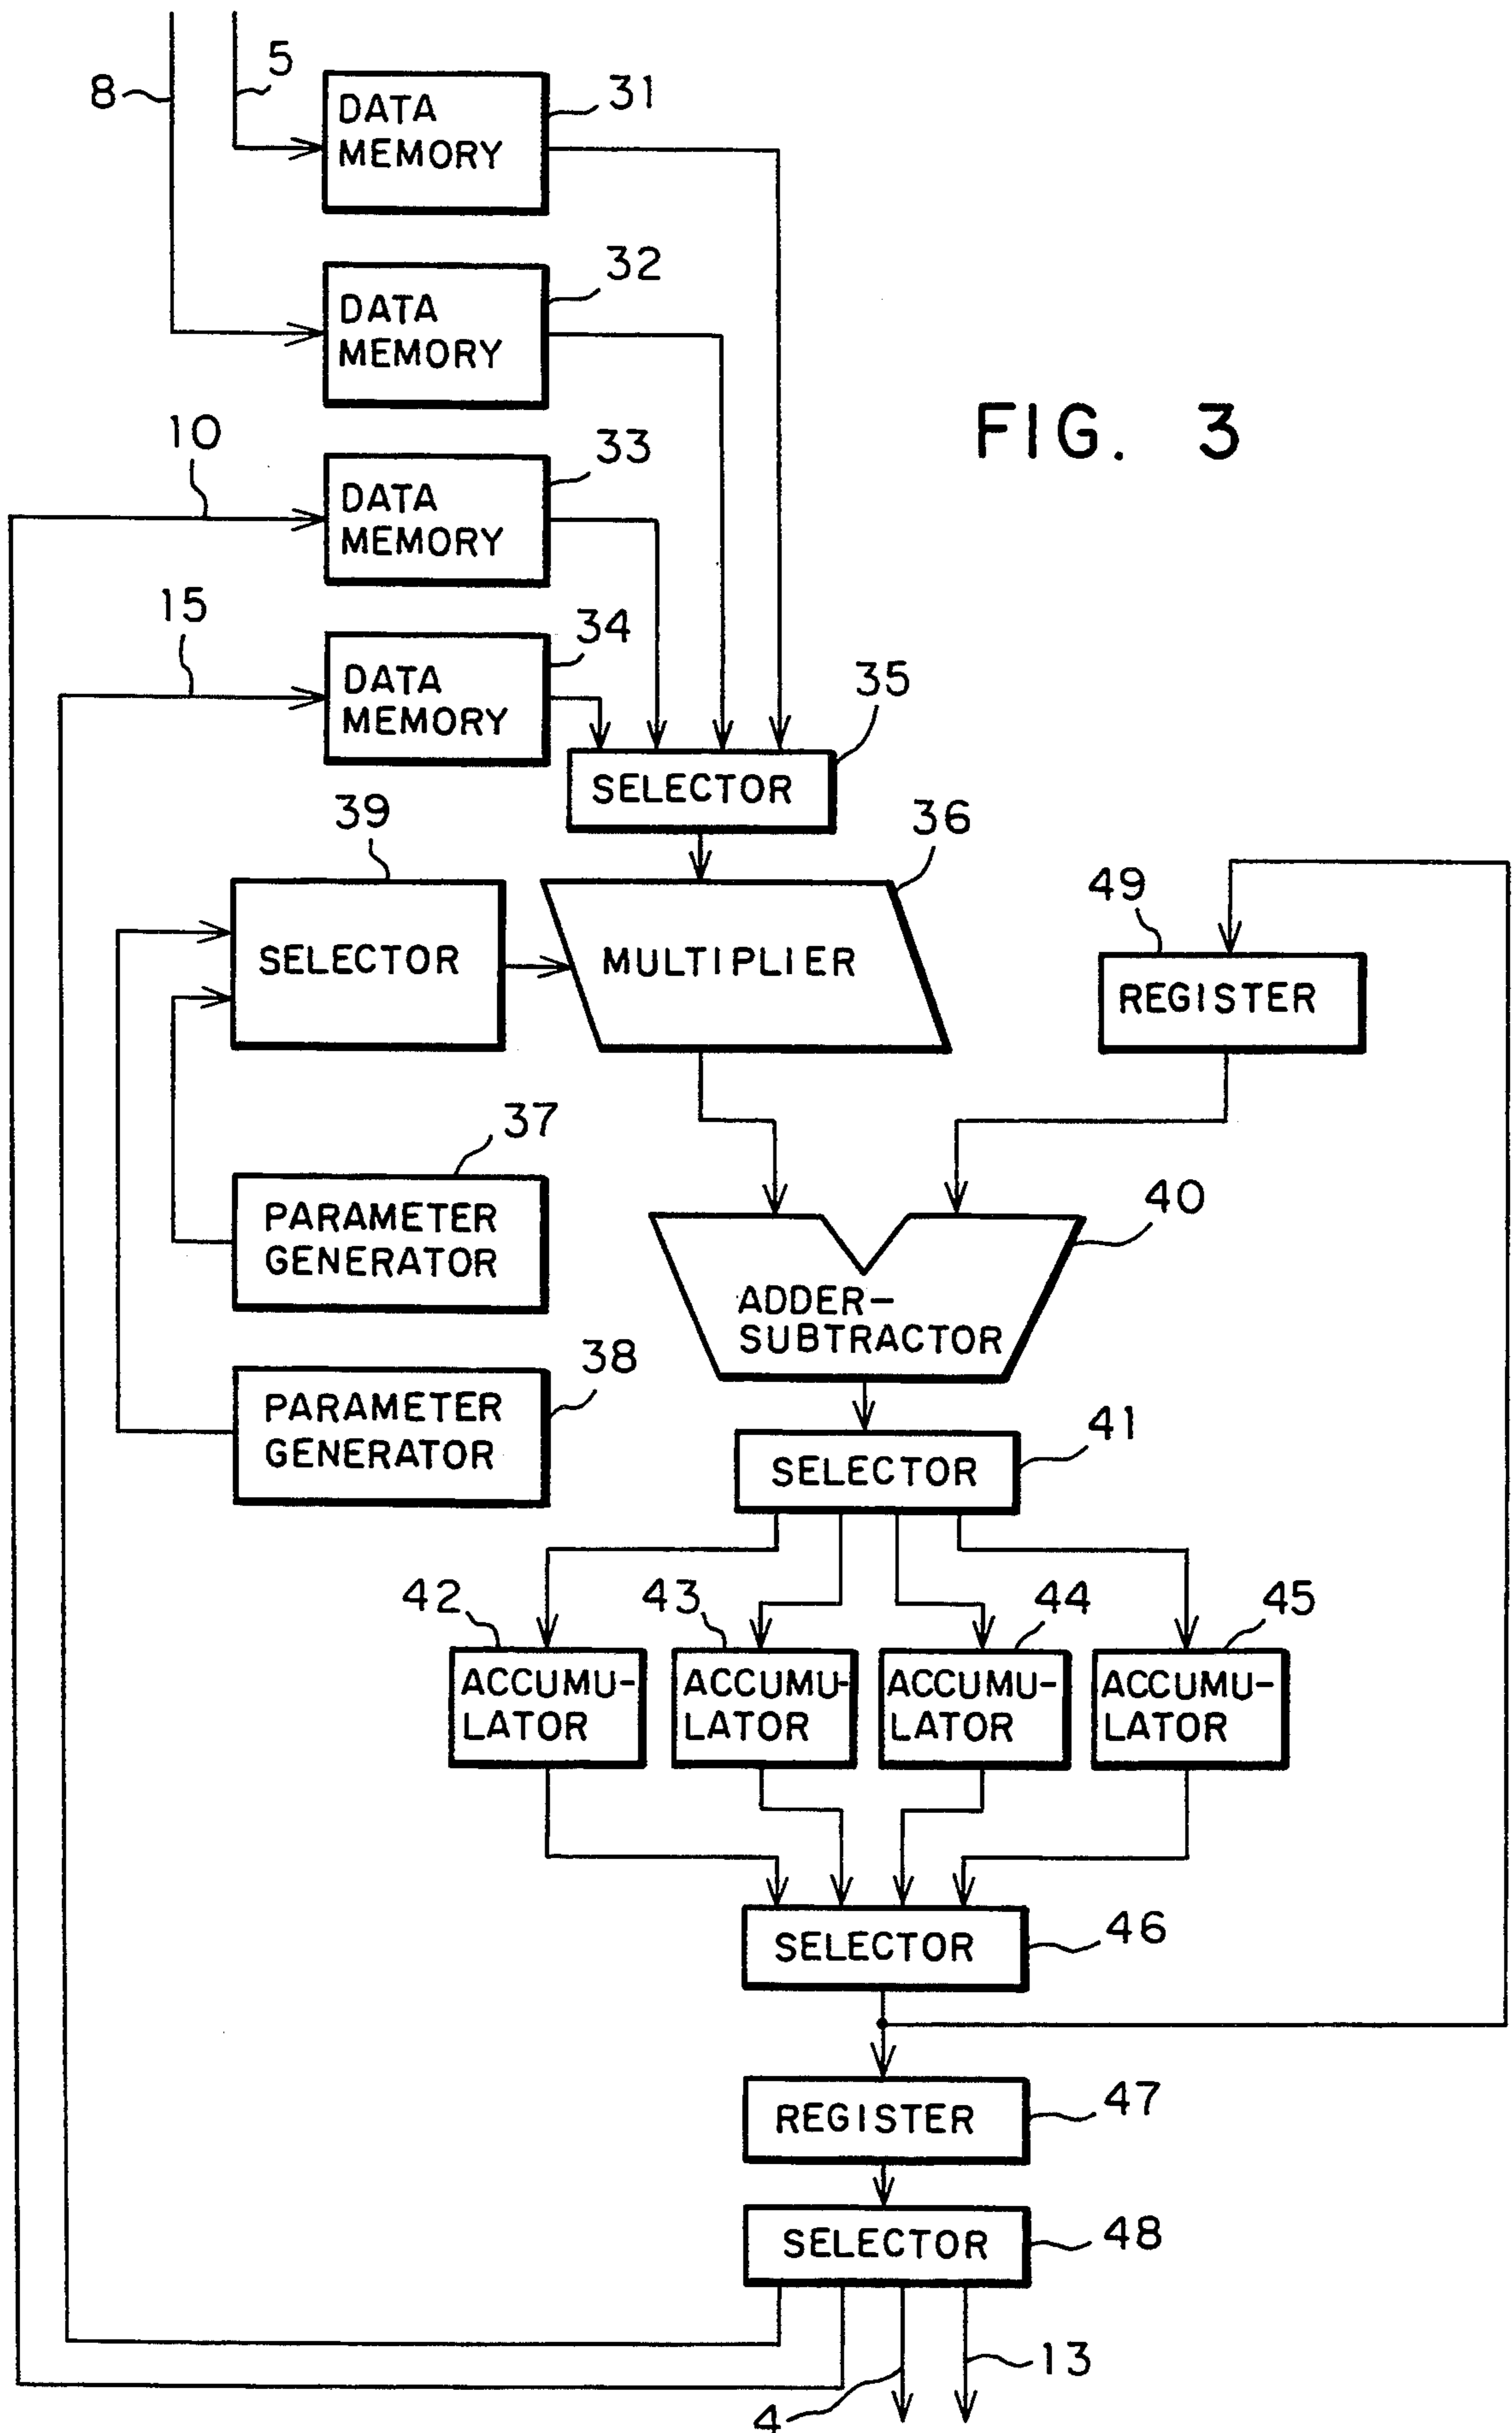 5
8
DATA
MEMORY
31
DATA
MEMORY
32
FIG. 3
10
DATA
MEMORY
33
15
DATA
MEMORY
34
35
SELECTOR
39
36
SELECTOR
MULTIPLIER
49
REGISTER
37
PARAMETER
GENERATOR
40
ADDER-
SUBTRACTOR
38
PARAMETER
GENERATOR
41
SELECTOR
42
43
44
45
ACCUMU-
LATOR
ACCUMU-
LATOR
ACCUMU-
LATOR
ACCUMU-
LATOR
SELECTOR
46
REGISTER
47
SELECTOR
48
13
4